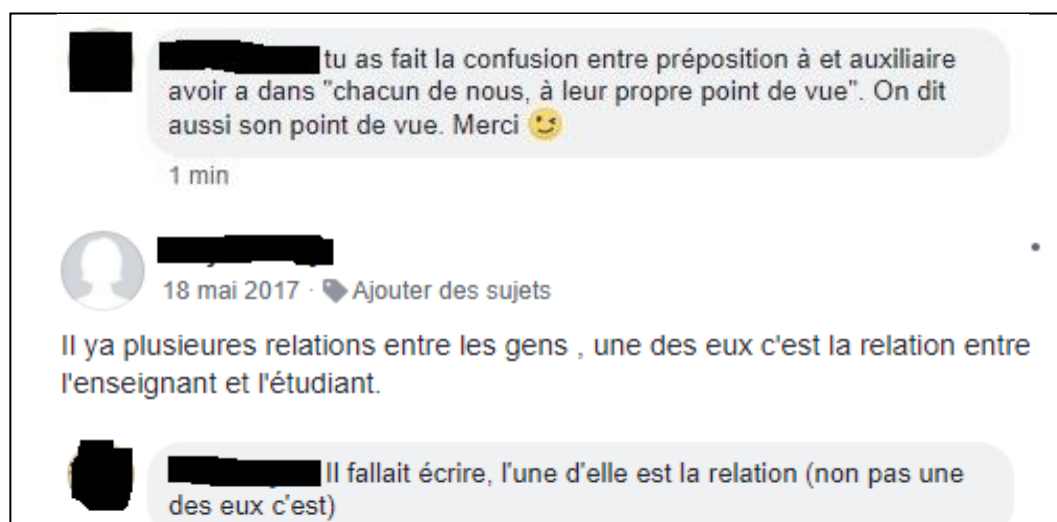 tu as fait la confusion entre préposition à et auxiliaire
avoir a dans "chacun de nous, à leur propre point de vue". On dit
aussi son point de vue. Merci 😉
1 min
18 mai 2017 · Ajouter des sujets
Il ya plusieures relations entre les gens , une des eux c'est la relation entre
l'enseignant et l'étudiant.
Il fallait écrire, l'une d'elle est la relation (non pas une
des eux c'est)